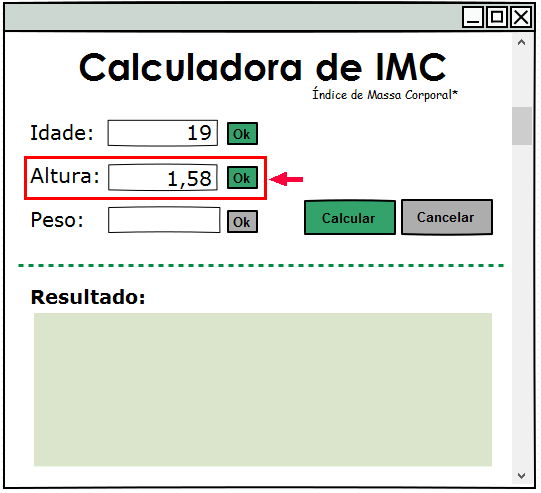 Calculadora de IMC
Índice de Massa Corporal*
Idade: 19 Ok
Altura: 1,58 Ok
Peso: Ok
Calcular Cancelar
Resultado: